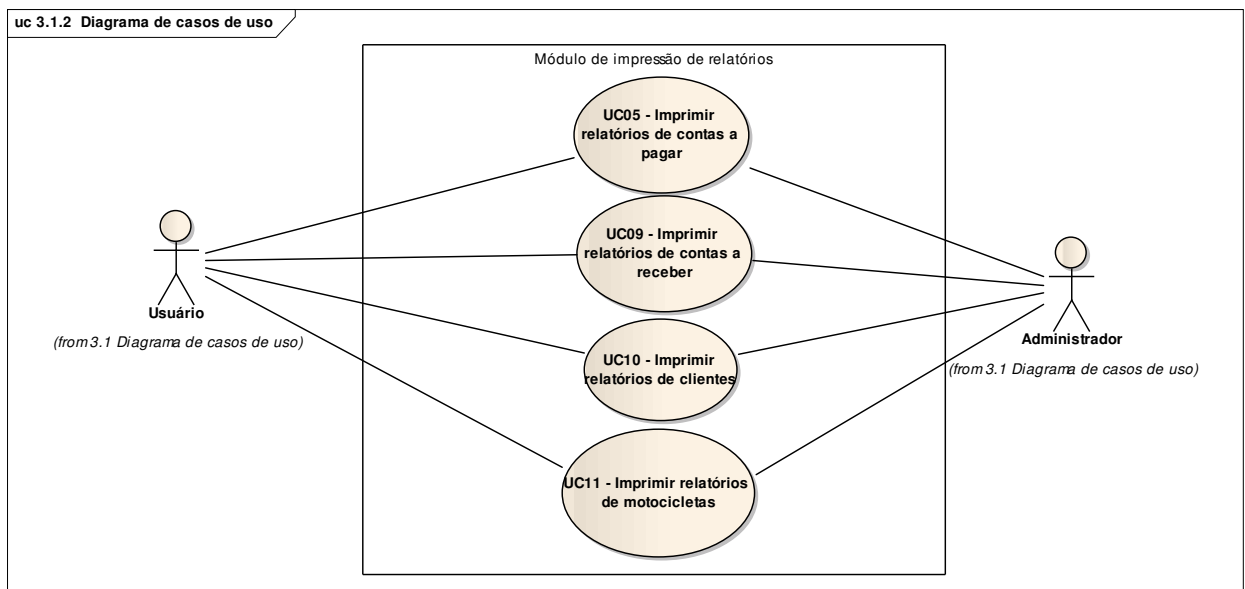 uc 3.1.2 Diagrama de casos de uso
Módulo de impressão de relatórios
UC05 - Imprimir
relatórios de contas a
pagar
UC09 - Imprimir
relatórios de contas a
receber
UC10 - Imprimir
relatórios de clientes
UC11 - Imprimir relatórios
de motocicletas
Usuário
(from 3.1 Diagrama de casos de uso)
Administrador
(from 3.1 Diagrama de casos de uso)